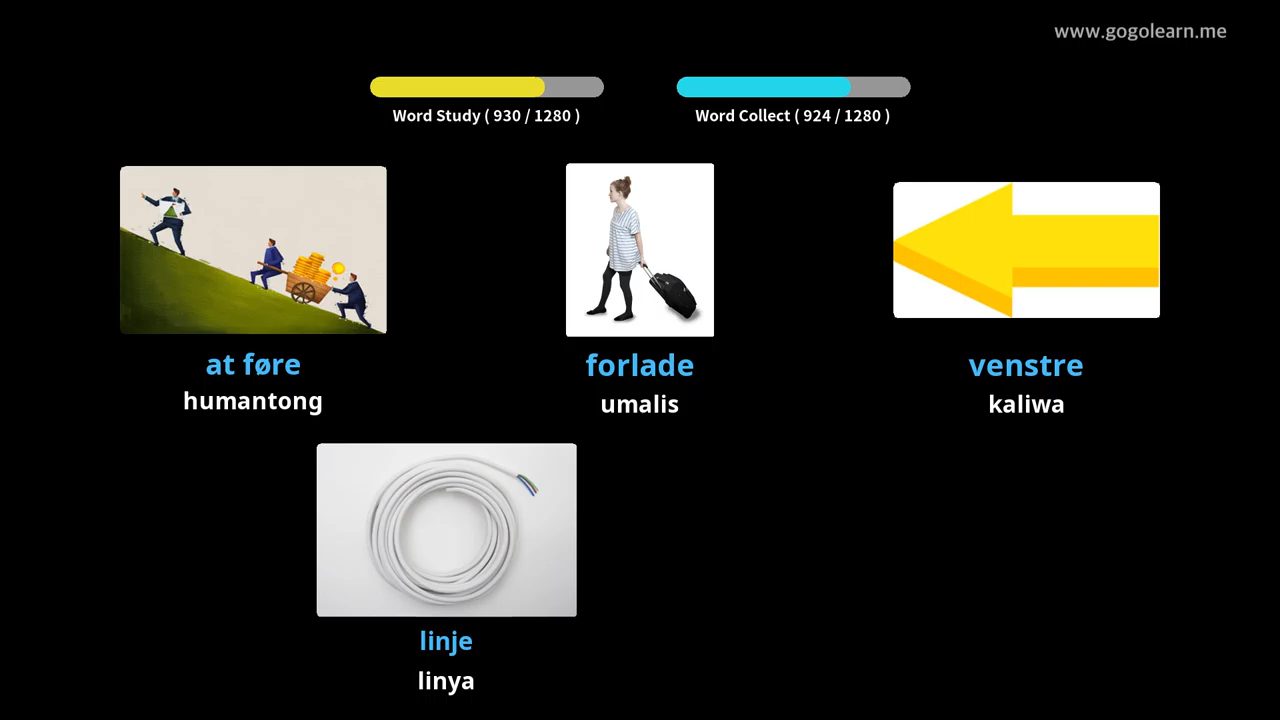 www.gogolearn.me
Word Study ( 930 / 1280 )
Word Collect ( 924 / 1280 )
at føre
humantong
forlade
umalis
venstre
kaliwa
linje
linya